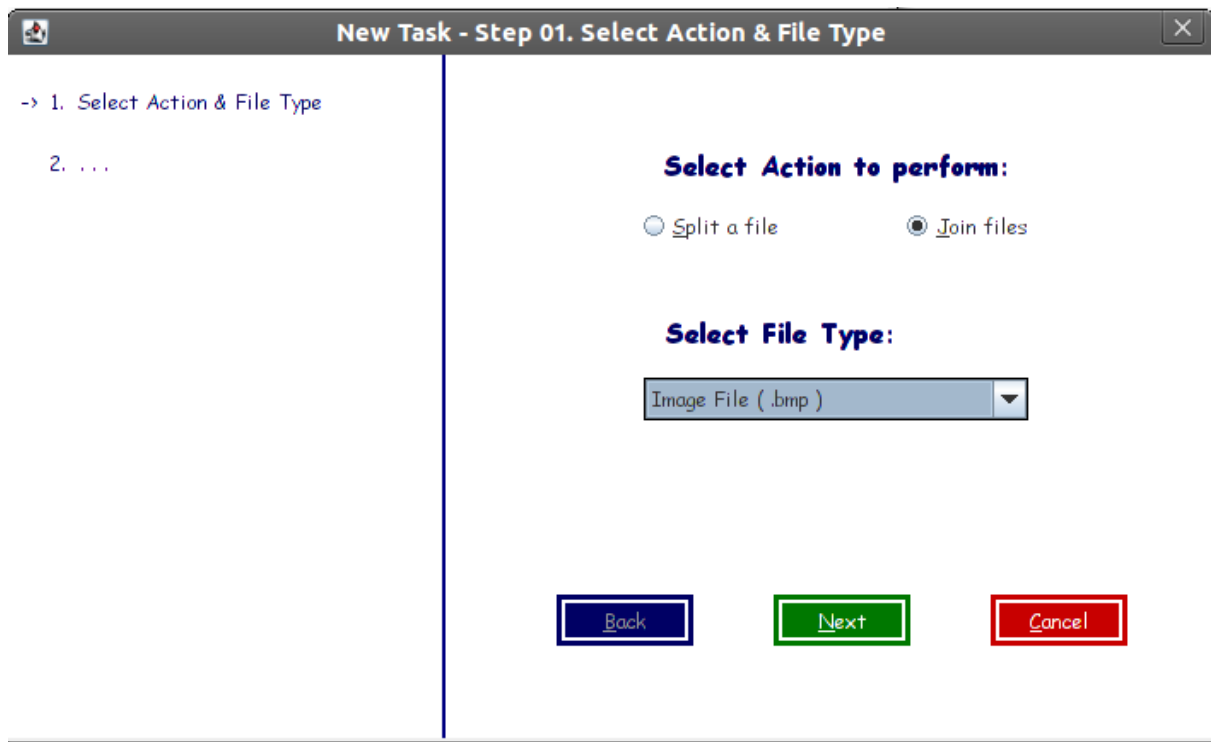 New Task - Step 01. Select Action & File Type
-> 1. Select Action & File Type
2. . . .
Select Action to perform:
Split a file
Join files
Select File Type:
Image File ( .bmp )
Back
Next
Cancel